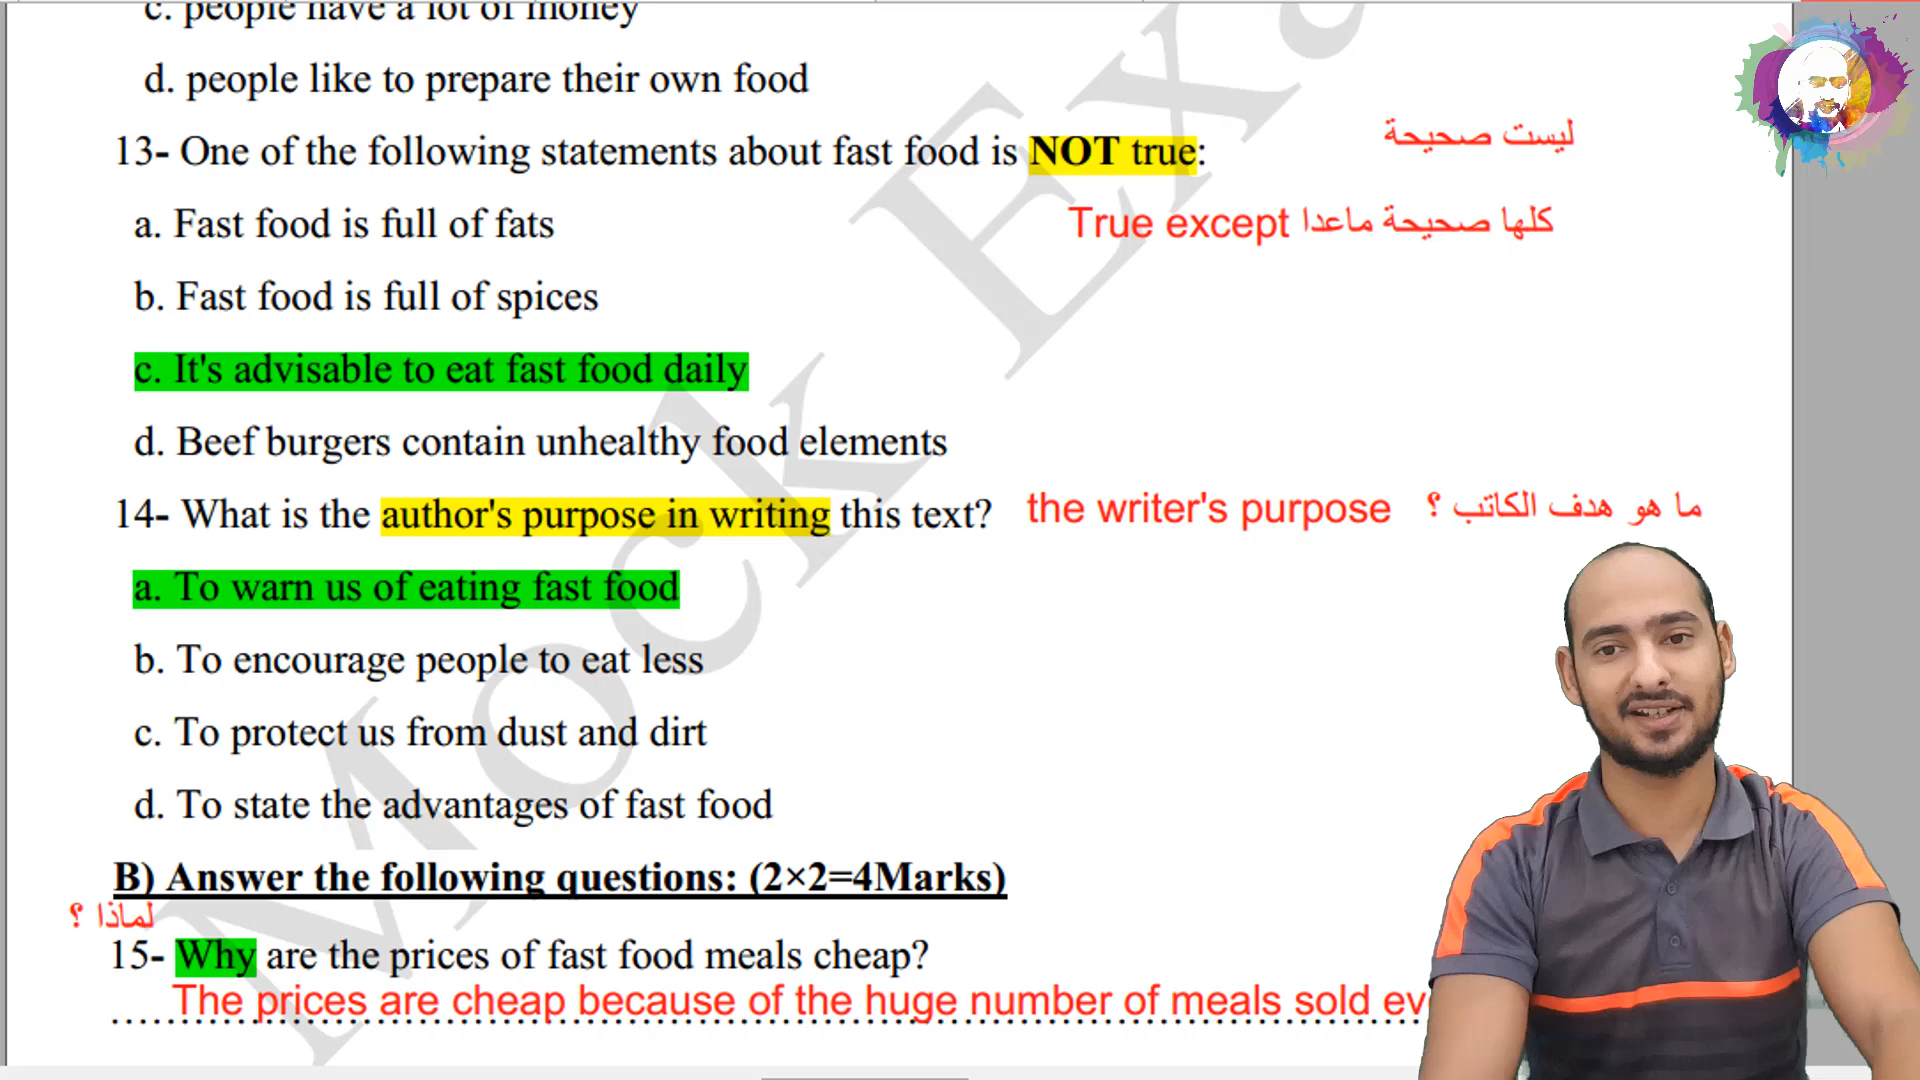 c. people have a lot of money
d. people like to prepare their own food
13- One of the following statements about fast food is NOT true:
ليست صحيحة
a. Fast food is full of fats
True except كلها صحيحة ماعدا
b. Fast food is full of spices
c. It's advisable to eat fast food daily
d. Beef burgers contain unhealthy food elements
14- What is the author's purpose in writing this text?
the writer's purpose ما هو هدف الكاتب ؟
a. To warn us of eating fast food
b. To encourage people to eat less
c. To protect us from dust and dirt
d. To state the advantages of fast food
B) Answer the following questions: (2×2=4Marks)
لماذا ؟
15- Why are the prices of fast food meals cheap?
The prices are cheap because of the huge number of meals sold ev
Mock Exa